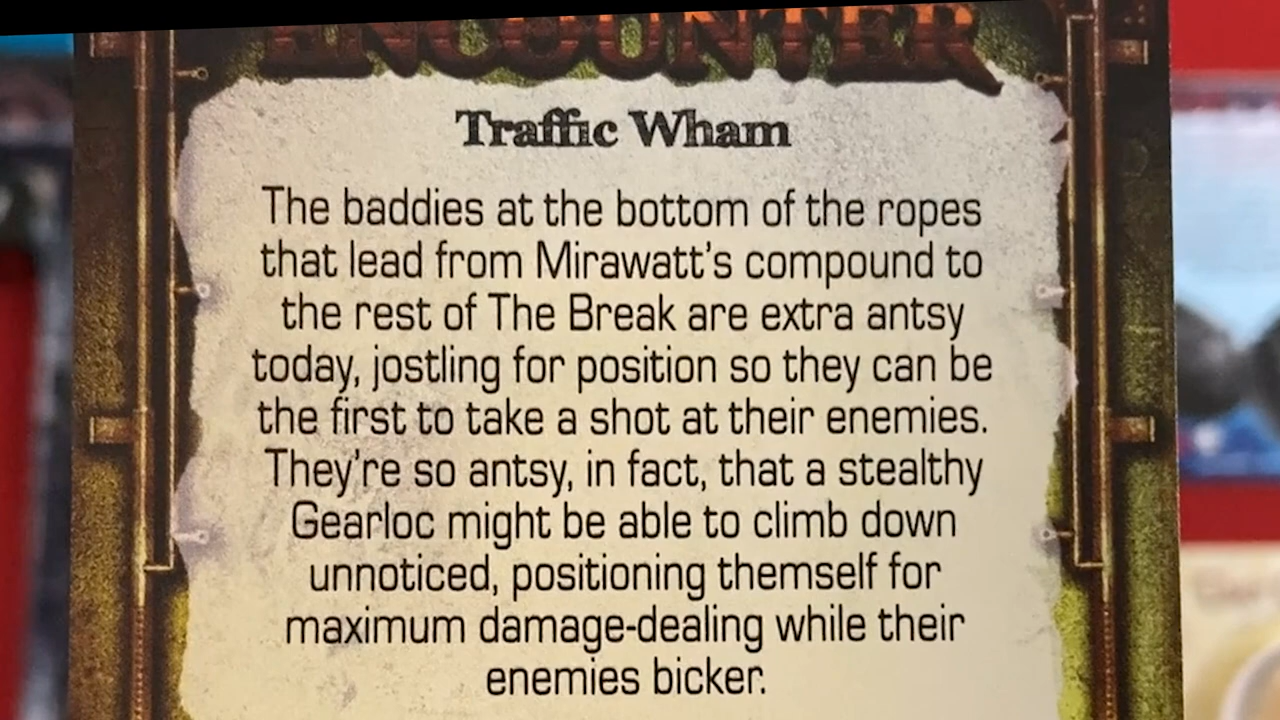 ENCOUNTER
Traffic Wham
The baddies at the bottom of the ropes
that lead from Mirawatt's compound to
the rest of The Break are extra antsy
today, jostling for position so they can be
the first to take a shot at their enemies.
They're so antsy, in fact, that a stealthy
Gearloc might be able to climb down
unnoticed, positioning themself for
maximum damage-dealing while their
enemies bicker.